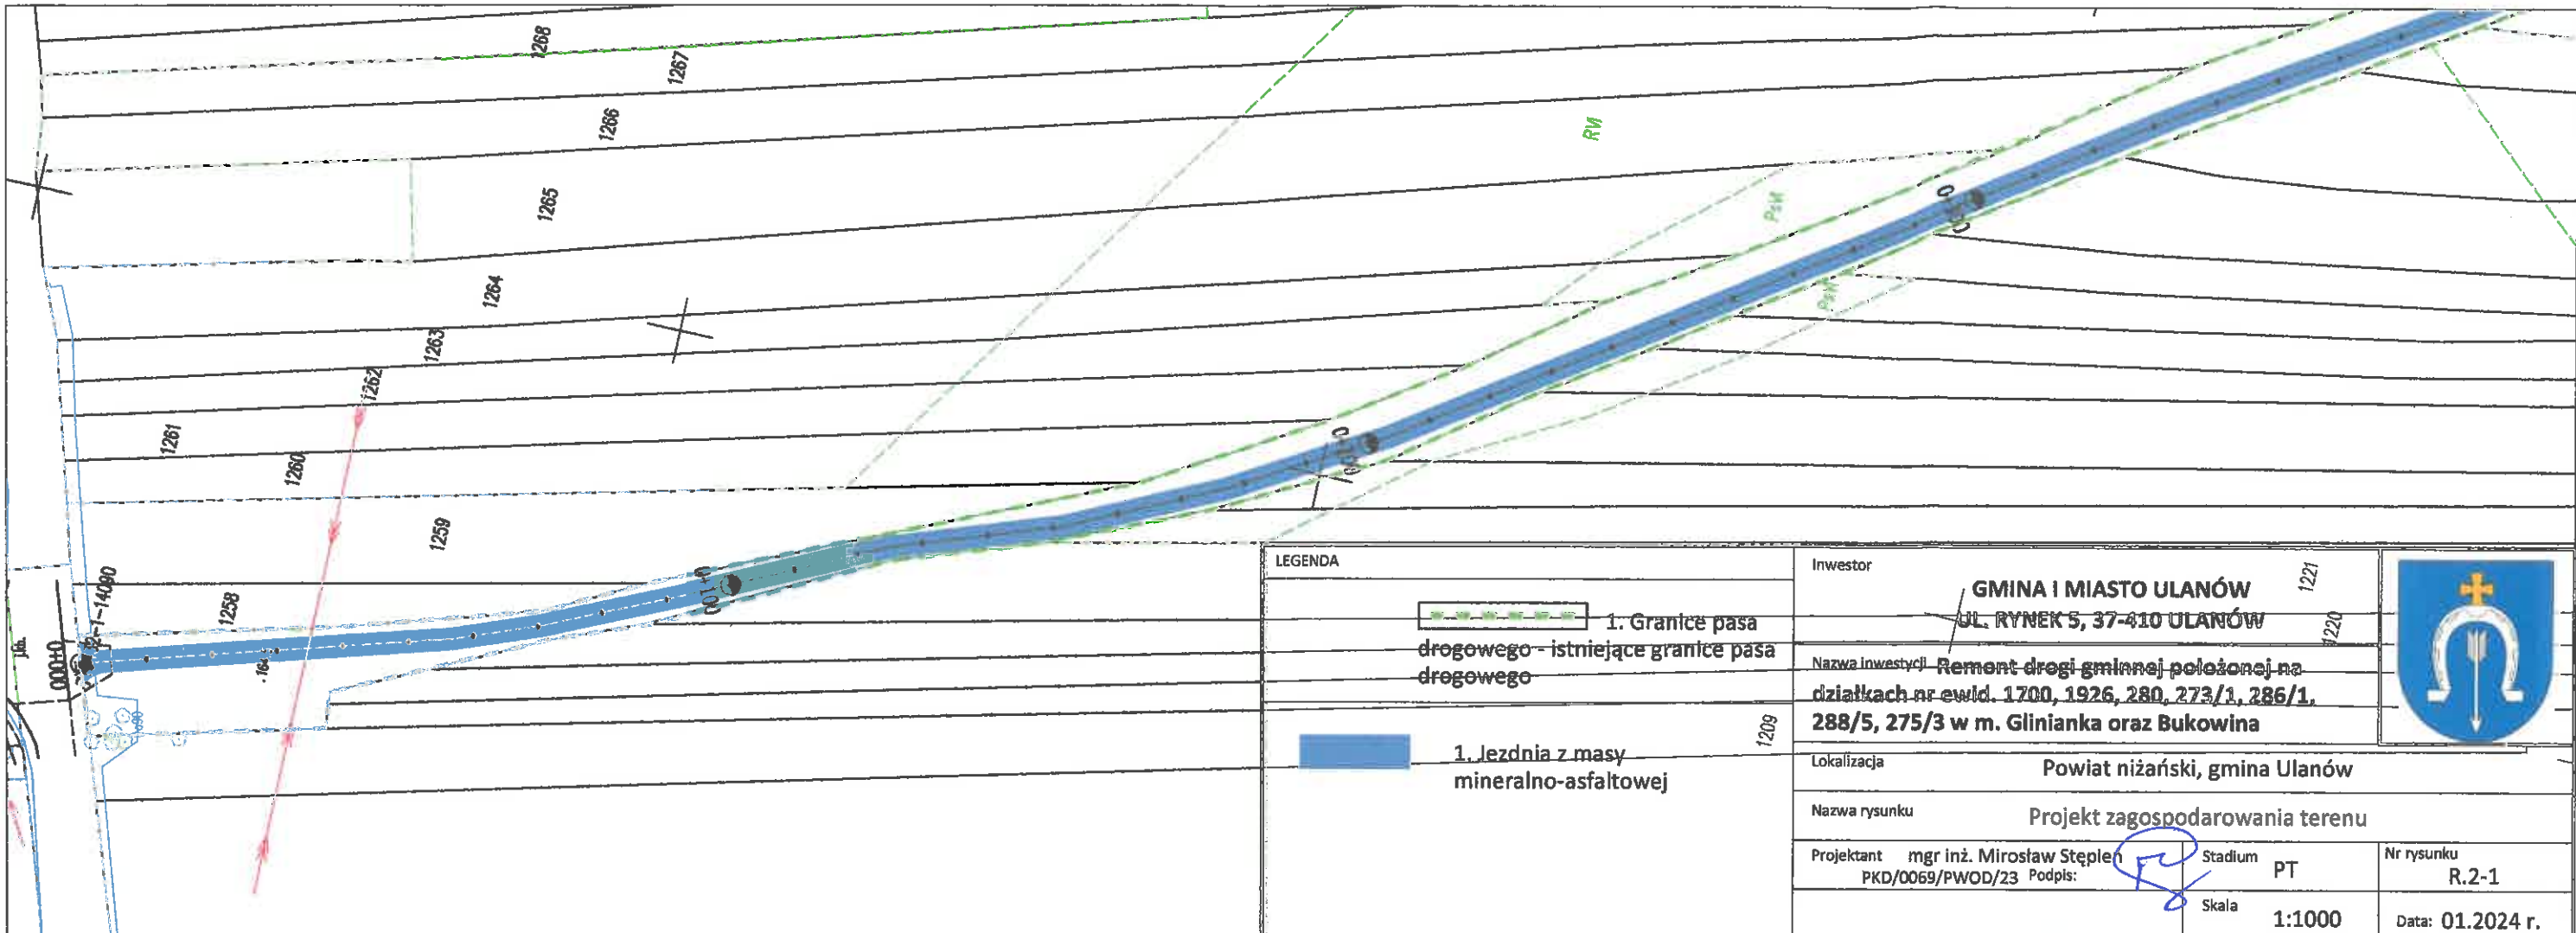 1268
1267
1266
1265
1264
1263
1262
1261
1260
1259
1258
RVI
PsVI
PsVI
0+000
0+100
LEGENDA
1. Granice pasa
drogowego - istniejące granice pasa
drogowego
1. Jezdnia z masy
mineralno-asfaltowej
1209
1221
1220
Inwestor
GMINA I MIASTO ULANÓW
UL. RYNEK 5, 37-410 ULANÓW
Nazwa inwestycji Remont drogi gminnej położonej na
działkach nr ewid. 1700, 1926, 280, 273/1, 286/1,
288/5, 275/3 w m. Glinianka oraz Bukowina
Lokalizacja
Powiat niżański, gmina Ulanów
Nazwa rysunku
Projekt zagospodarowania terenu
Projektant mgr inż. Mirosław Stępień
PKD/0069/PWOD/23 Podpis:
Stadium PT
Nr rysunku
R.2-1
Skala 1:1000
Data: 01.2024 r.